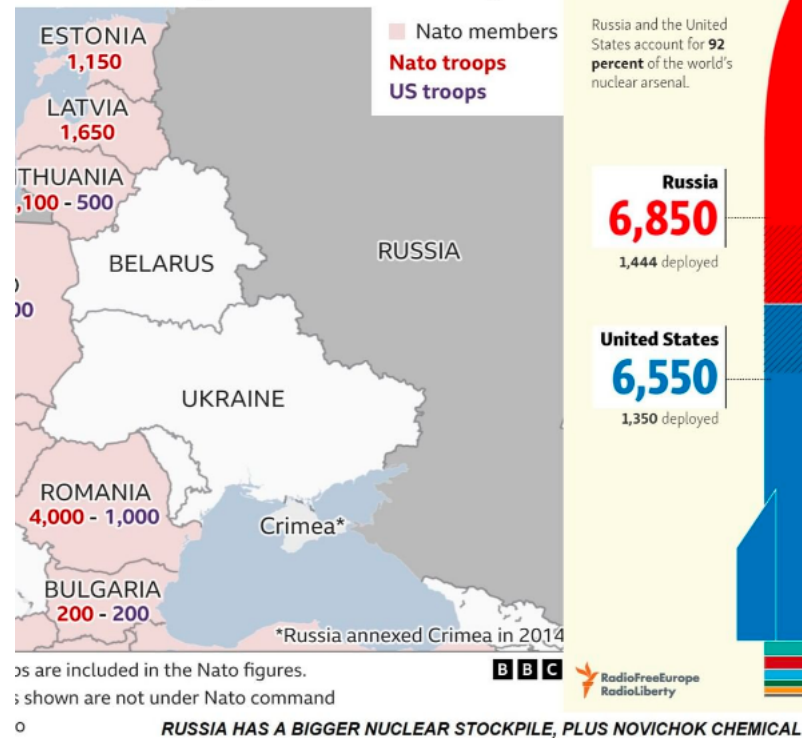 ESTONIA
1,150
LATVIA
1,650
THUANIA
,100 - 500
00
BELARUS
RUSSIA
UKRAINE
ROMANIA
4,000 - 1,000
Crimea*
BULGARIA
200 - 200
*Russia annexed Crimea in 2014
Nato members
Nato troops
US troops
os are included in the Nato figures.
s shown are not under Nato command
o
BBC
Russia and the United
States account for 92
percent of the world's
nuclear arsenal.
Russia
6,850
1,444 deployed
United States
6,550
1,350 deployed
RadioFreeEurope
RadioLiberty
RUSSIA HAS A BIGGER NUCLEAR STOCKPILE, PLUS NOVICHOK CHEMICAL